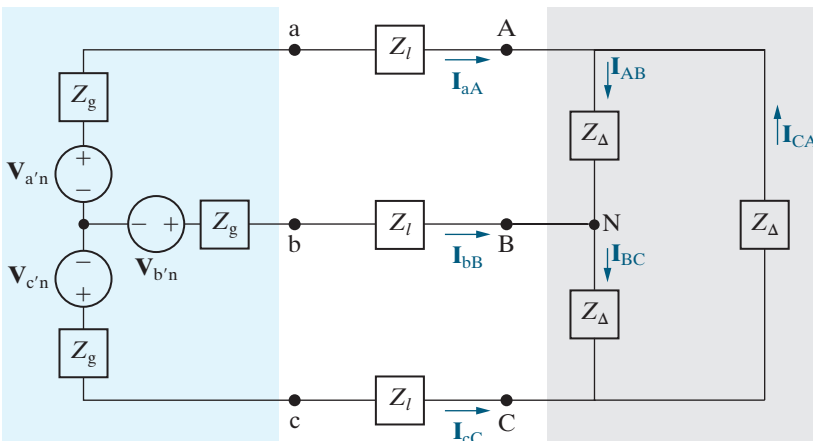 a
Z_l
A
I_aA
I_AB
Z_g
Z_Δ
I_CA
+
V_a′n
−
− +
Z_g
b
Z_l
B
I_bB
N
Z_Δ
V_b′n
I_BC
−
V_c′n
+
Z_Δ
Z_g
c
Z_l
C
I_cC